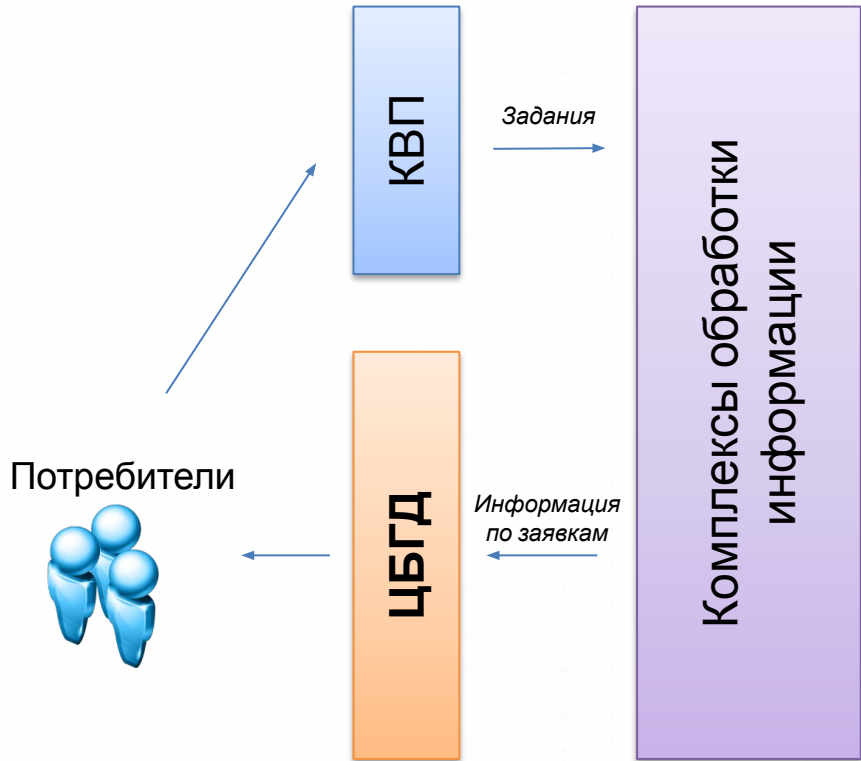 КВП
Задания
Комплексы обработки
информации
Потребители
ЦБГД
Информация
по заявкам